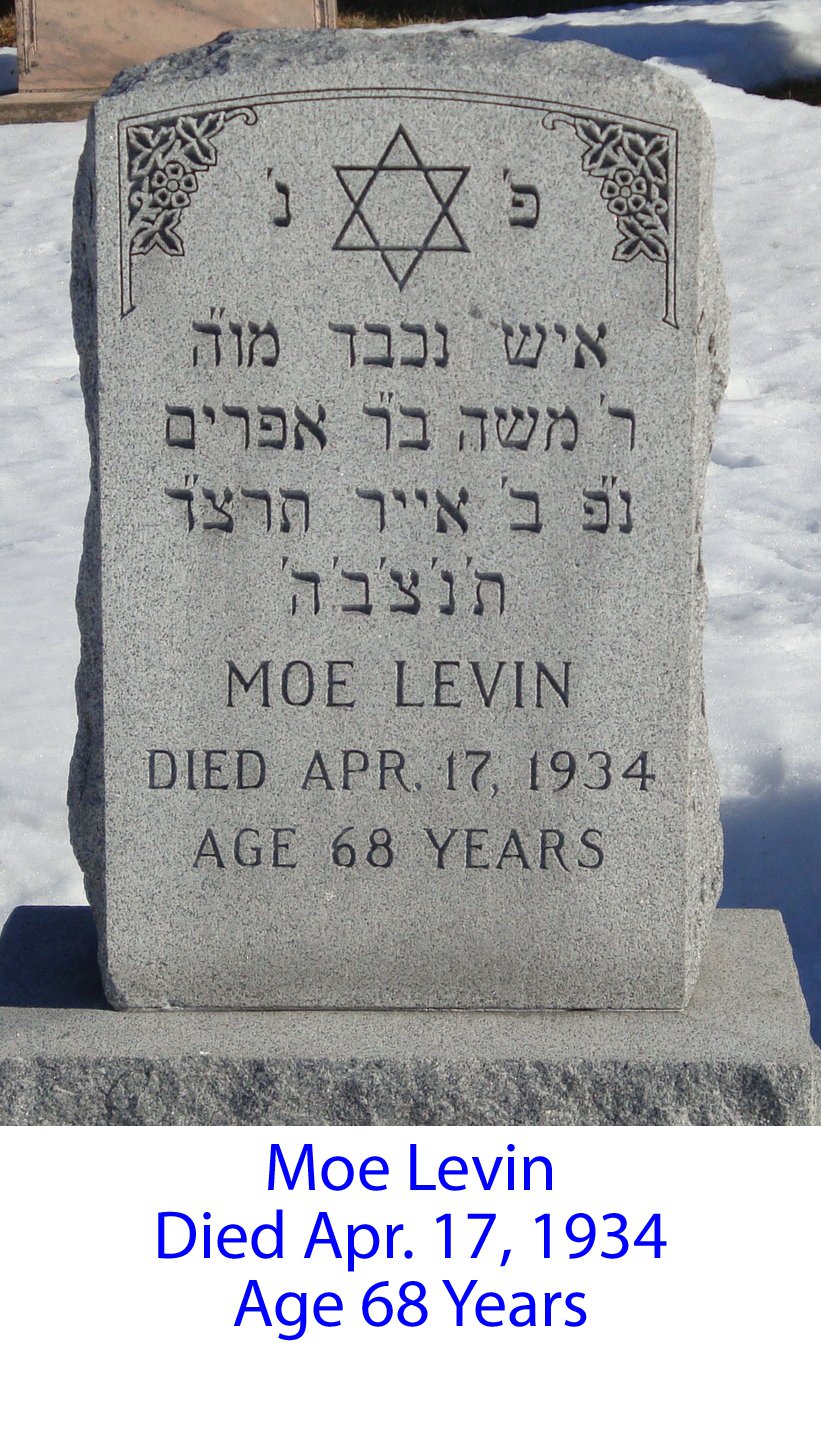 פ' נ'
איש נכבד מו"ה
ר' משה ב"ר אפרים
נ"פ ב' אייר תרצ"ד
ת'נ'צ'ב'ה'
MOE LEVIN
DIED APR. 17, 1934
AGE 68 YEARS
Moe Levin
Died Apr. 17, 1934
Age 68 Years